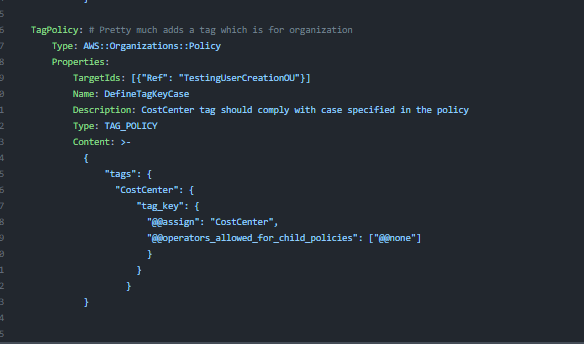 }
TagPolicy: # Pretty much adds a tag which is for organization
Type: AWS::Organizations::Policy
Properties:
TargetIds: [{"Ref": "TestingUserCreationOU"}]
Name: DefineTagKeyCase
Description: CostCenter tag should comply with case specified in the policy
Type: TAG_POLICY
Content: >-
{
"tags": {
"CostCenter": {
"tag_key": {
"@@assign": "CostCenter",
"@@operators_allowed_for_child_policies": ["@@none"]
}
}
}
}